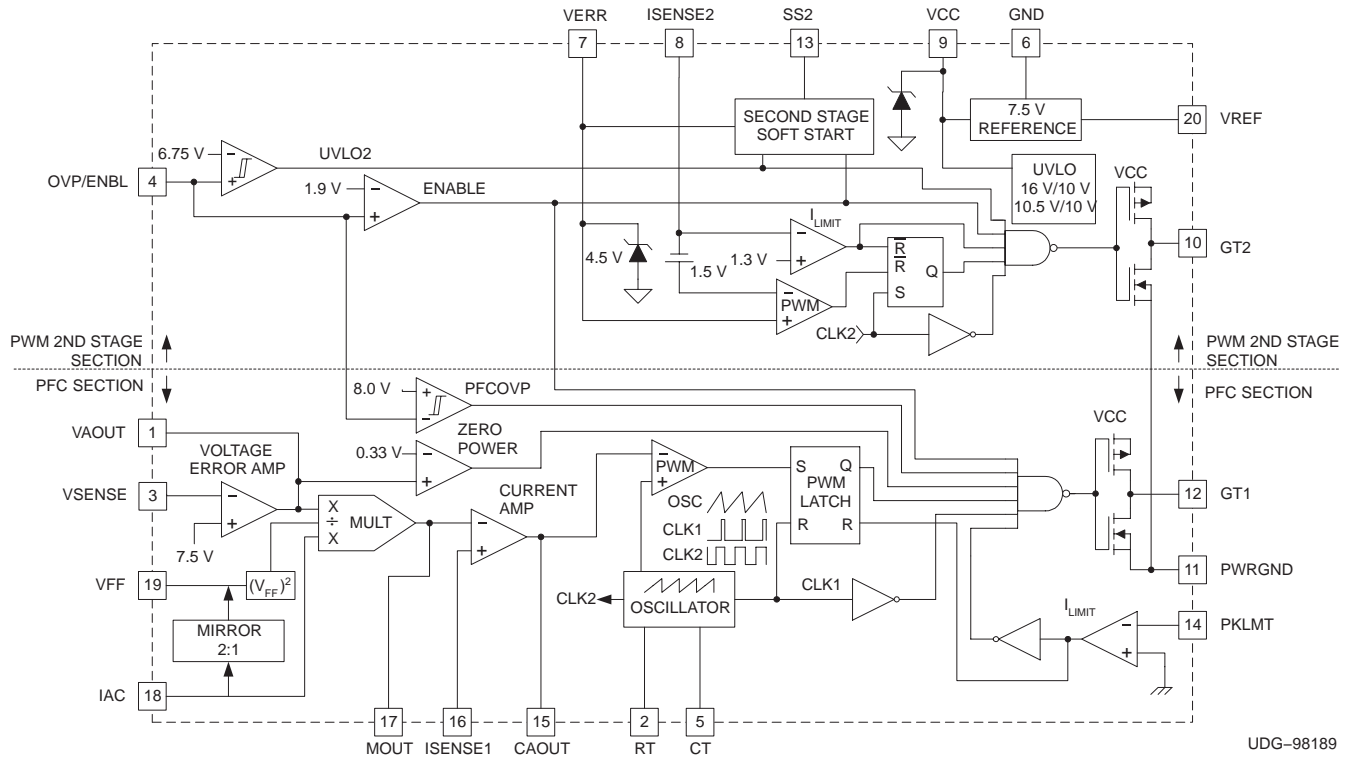 VERR ISENSE2 SS2 VCC GND
7 8 13 9 6
SECOND STAGE
SOFT START
7.5 V
REFERENCE
20 VREF
6.75 V
−
+
UVLO2
OVP/ENBL 4
1.9 V
−
+
ENABLE
UVLO
16 V/10 V
10.5 V/10 V
VCC
10 GT2
4.5 V
1.5 V
I LIMIT
−
1.3 V
+
R
R
Q
S
−
PWM
+
CLK2
PWM 2ND STAGE
SECTION
PWM 2ND STAGE
SECTION
PFC SECTION
PFC SECTION
8.0 V
+
−
PFCOVP
VAOUT 1
VOLTAGE
ERROR AMP
0.33 V
−
+
ZERO
POWER
VSENSE 3
−
+
7.5 V
X
÷
X
MULT
CURRENT
AMP
−
+
−
PWM
+
OSC
CLK1
CLK2
S Q
PWM
LATCH
R R
VCC
12 GT1
11 PWRGND
VFF 19
(VFF)2
CLK2
OSCILLATOR
CLK1
MIRROR
2:1
I LIMIT
−
+
14 PKLMT
IAC 18
17 16 15 2 5
MOUT ISENSE1 CAOUT RT CT
UDG–98189